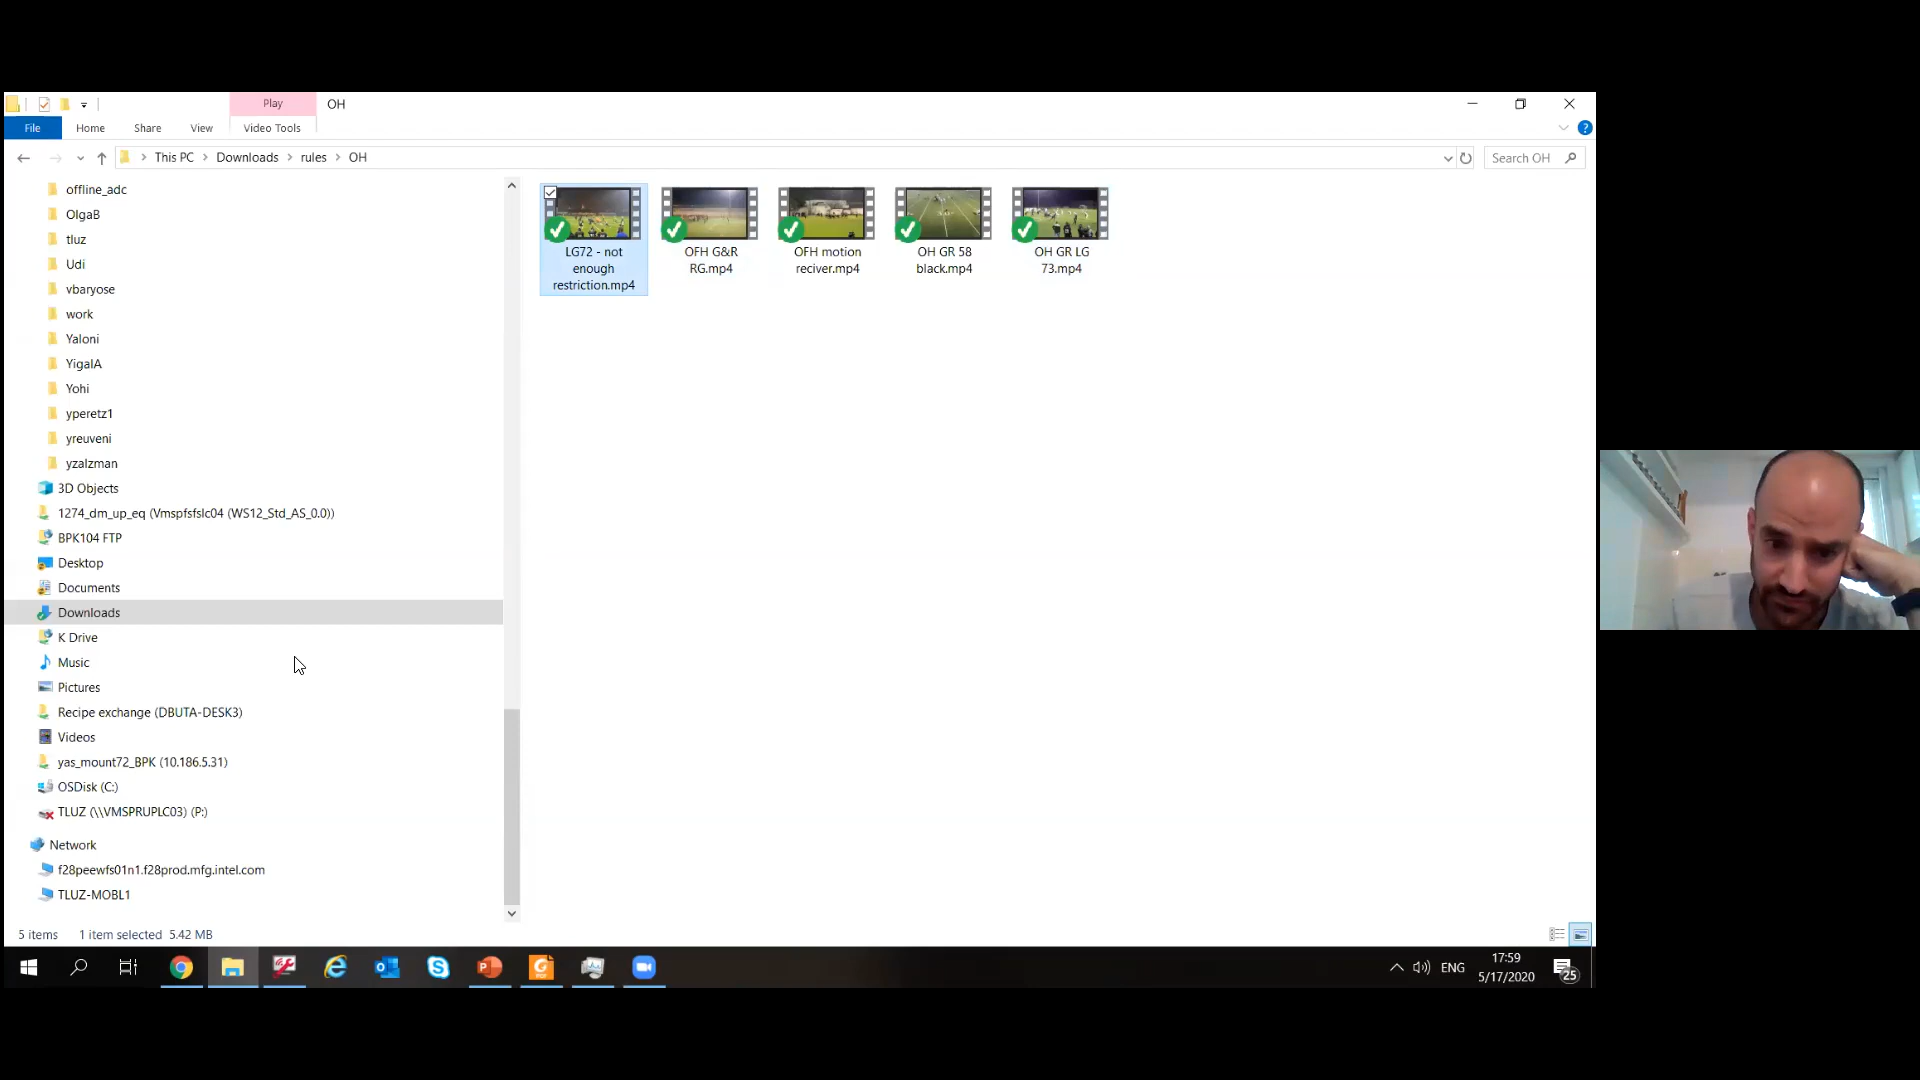 Play
OH
File
Home
Share
View
Video Tools
This PC
Downloads
rules
OH
Search OH
offline_adc
OlgaB
tluz
Udi
vbaryose
work
Yaloni
YigalA
Yohi
yperetz1
yreuveni
yzalzman
3D Objects
1274_dm_up_eq (Vmspfsfslc04 (WS12_Std_AS_0.0))
BPK104 FTP
Desktop
Documents
Downloads
K Drive
Music
Pictures
Recipe exchange (DBUTA-DESK3)
Videos
yas_mount72_BPK (10.186.5.31)
OSDisk (C:)
TLUZ (\\VMSPRUPLC03) (P:)
Network
f28peewfs01n1.f28prod.mfg.intel.com
TLUZ-MOBL1
LG72 - not
enough
restriction.mp4
OFH G&R
RG.mp4
OFH motion
reciver.mp4
OH GR 58
black.mp4
OH GR LG
73.mp4
5 items
1 item selected 5.42 MB
ENG
17:59
5/17/2020
25